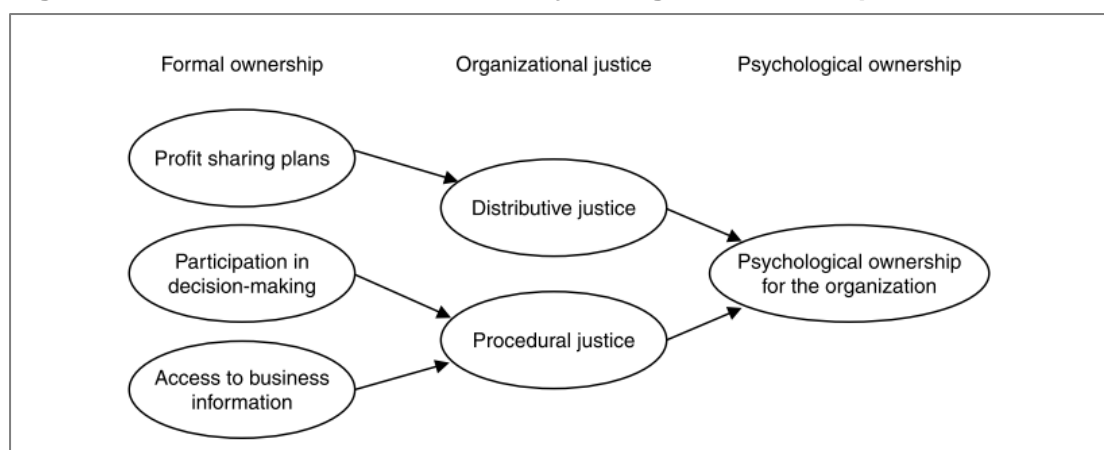 Formal ownership
Organizational justice
Psychological ownership
Profit sharing plans
Distributive justice
Participation in
decision-making
Psychological ownership
for the organization
Procedural justice
Access to business
information